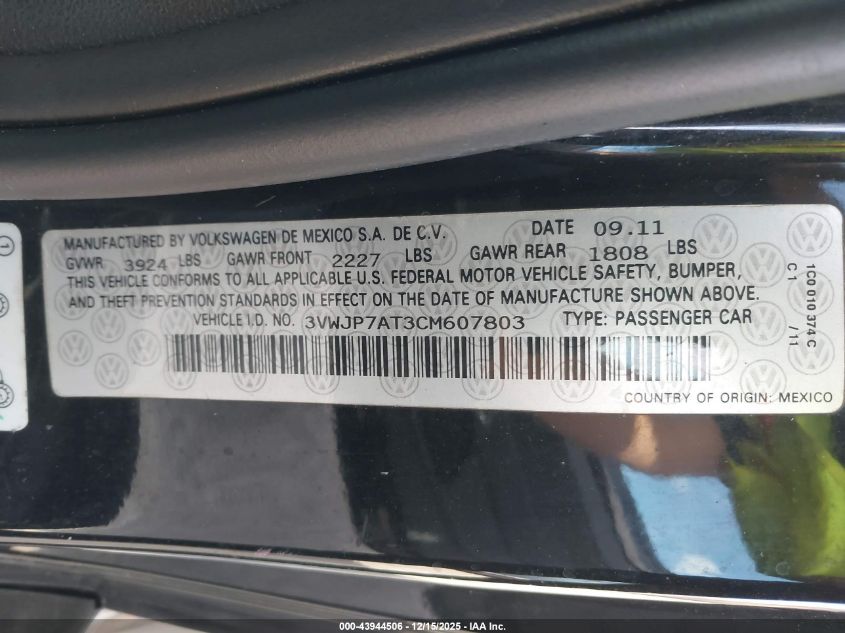 MANUFACTURED BY VOLKSWAGEN DE MEXICO S.A. DE C.V. DATE 09.11
GVWR 3924 LBS GAWR FRONT 2227 LBS GAWR REAR 1808 LBS
THIS VEHICLE CONFORMS TO ALL APPLICABLE U.S. FEDERAL MOTOR VEHICLE SAFETY, BUMPER,
AND THEFT PREVENTION STANDARDS IN EFFECT ON THE DATE OF MANUFACTURE SHOWN ABOVE.
VEHICLE I.D. NO. 3VWJP7AT3CM607803 TYPE: PASSENGER CAR
COUNTRY OF ORIGIN: MEXICO
1C0 010 374 C
C1 /11
000-43944506 - 12/15/2025 - IAA Inc.